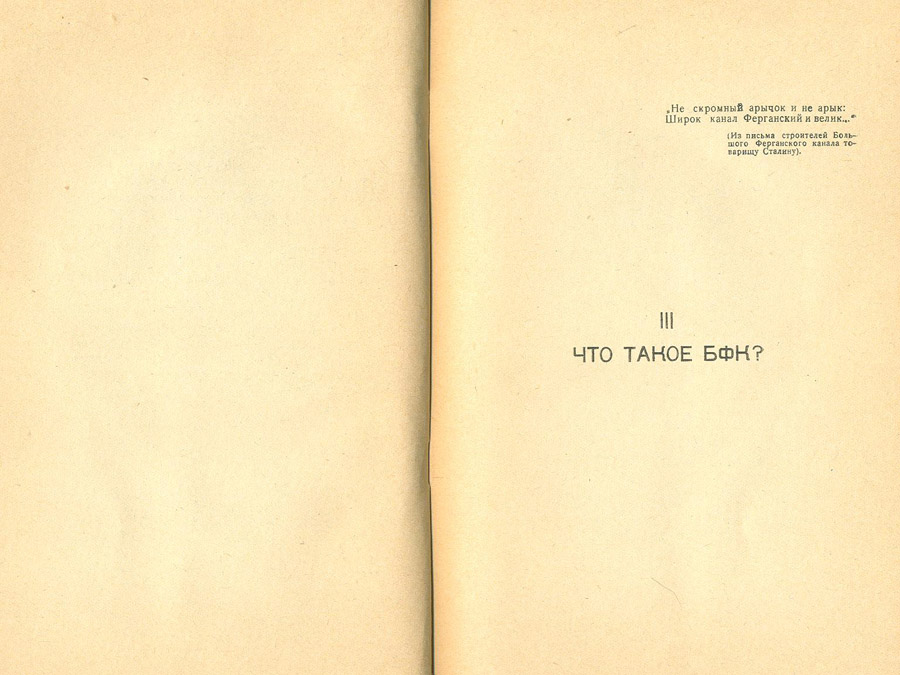 „Не скромный арычок и не арык:
Широк канал Ферганский и велик...“
(Из письма строителей Боль-
шого Ферганского канала то-
варищу Сталину).
III
ЧТО ТАКОЕ БФК?